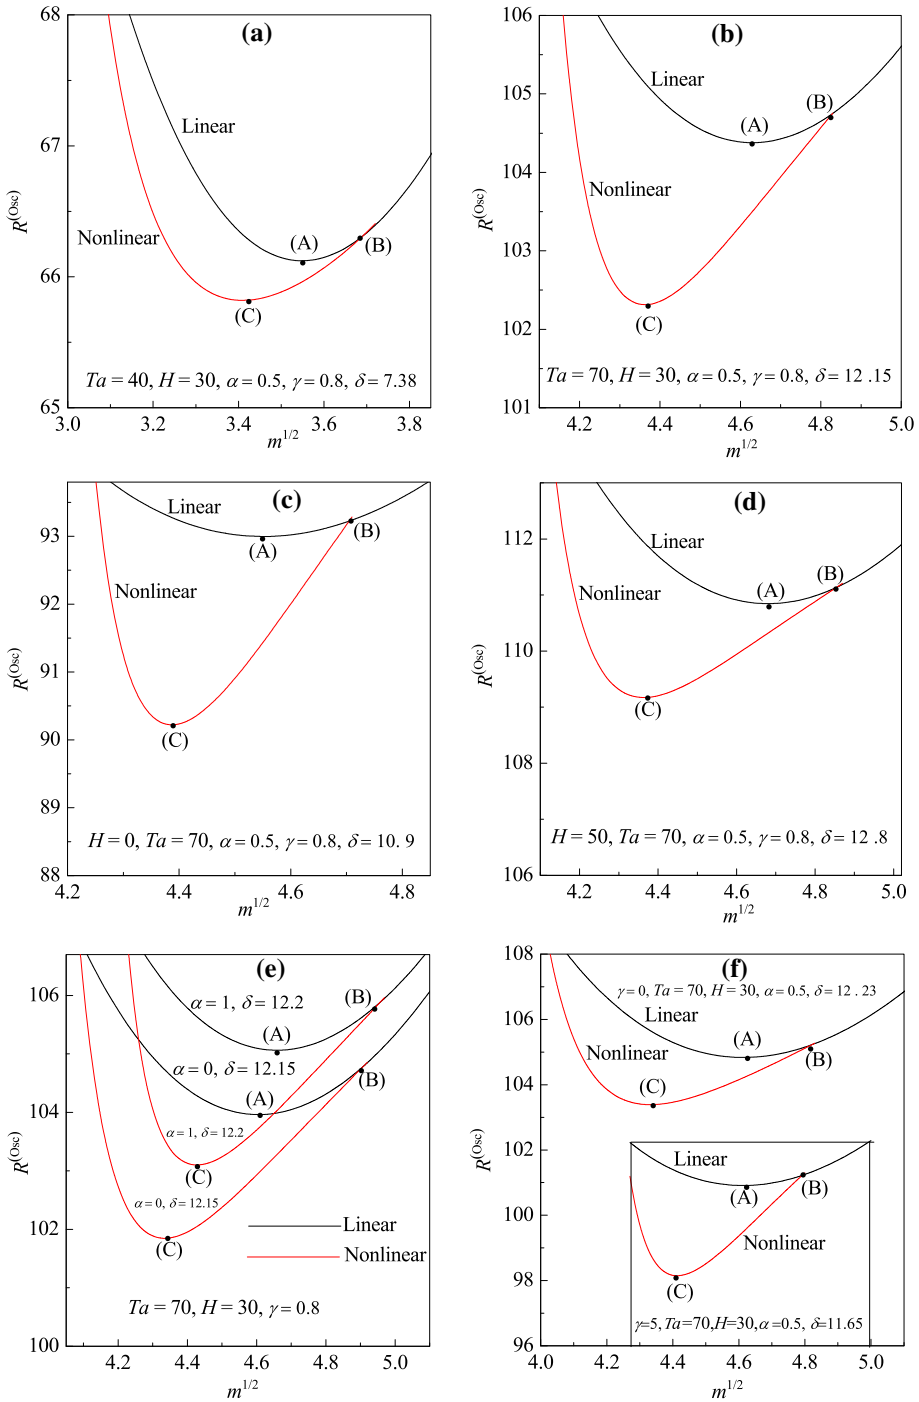 (a)
68
67
66
65
R(Osc)
Linear
Nonlinear
(A)
(B)
(C)
Ta = 40, H = 30, α = 0.5, γ = 0.8, δ = 7.38
3.0 3.2 3.4 3.6 3.8
m^1/2
(b)
106
105
104
103
102
101
R(Osc)
Linear
Nonlinear
(A)
(B)
(C)
Ta = 70, H = 30, α = 0.5, γ = 0.8, δ = 12 .15
4.2 4.4 4.6 4.8 5.0
m^1/2
(c)
93
92
91
90
89
88
R(Osc)
Linear
Nonlinear
(A)
(B)
(C)
H = 0, Ta = 70, α = 0.5, γ = 0.8, δ = 10. 9
4.2 4.4 4.6 4.8
m^1/2
(d)
112
110
108
106
R(Osc)
Linear
Nonlinear
(A)
(B)
(C)
H = 50, Ta = 70, α = 0.5, γ = 0.8, δ = 12 .8
4.2 4.4 4.6 4.8 5.0
m^1/2
(e)
106
104
102
100
R(Osc)
α = 1, δ = 12.2
(B)
(A)
α = 0, δ = 12.15
(B)
(A)
α = 1, δ = 12.2
(C)
α = 0, δ = 12.15
(C)
Linear
Nonlinear
Ta = 70, H = 30, γ = 0.8
4.2 4.4 4.6 4.8 5.0
m^1/2
(f)
108
106
104
102
100
98
96
R(Osc)
γ = 0, Ta = 70, H = 30, α = 0.5, δ = 12 . 23
Linear
Nonlinear
(A)
(B)
(C)
Linear
(A)
(B)
Nonlinear
(C)
γ=5, Ta=70, H=30, α=0.5, δ=11.65
4.0 4.2 4.4 4.6 4.8 5.0
m^1/2